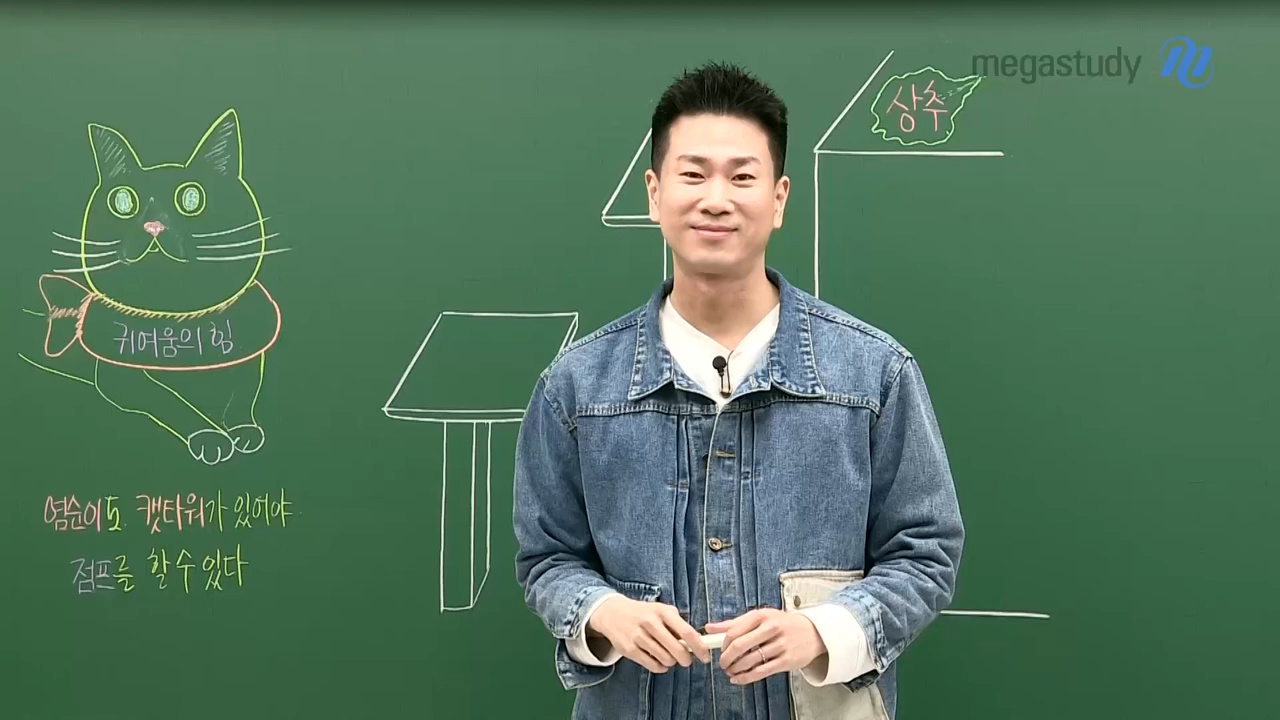 megastudy
상추
귀여움의 힘
염순이도 캣타워가 있어야
점프를 할 수 있다